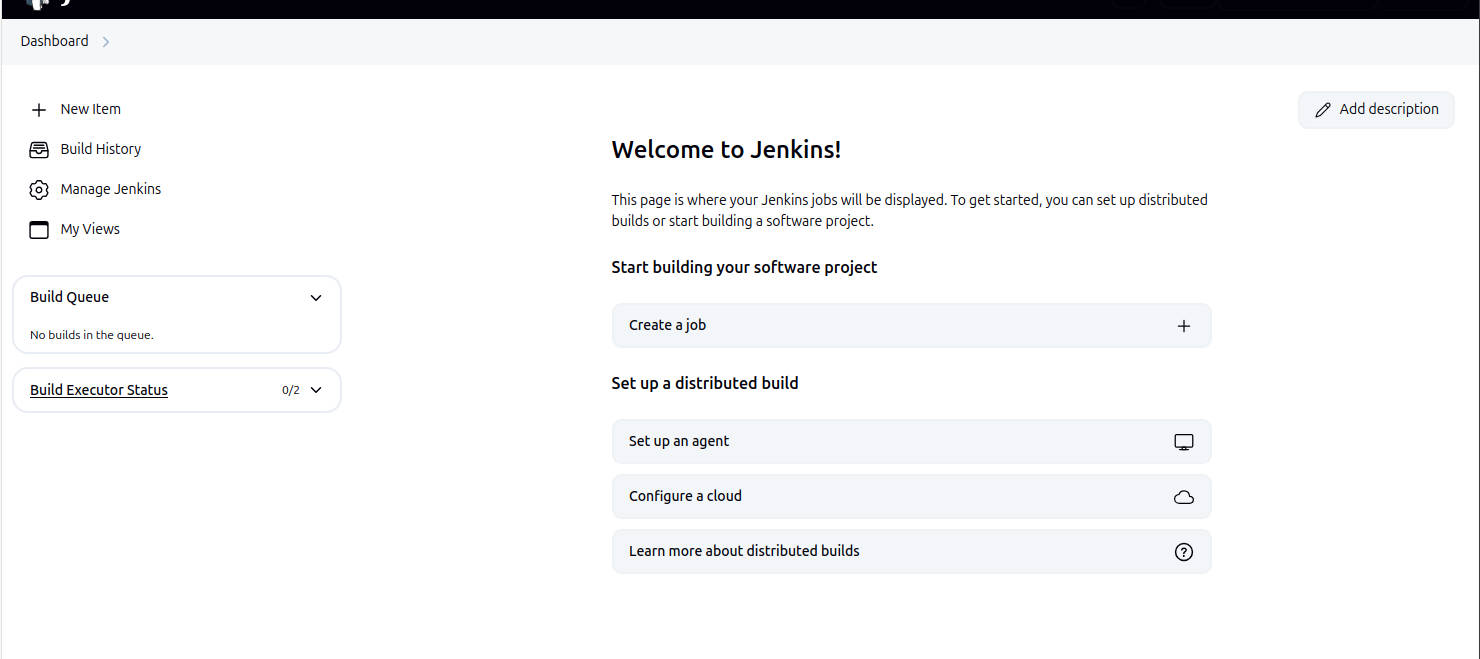 Dashboard
New Item
Build History
Manage Jenkins
My Views
Build Queue
No builds in the queue.
Build Executor Status 0/2
Add description
Welcome to Jenkins!
This page is where your Jenkins jobs will be displayed. To get started, you can set up distributed
builds or start building a software project.
Start building your software project
Create a job
Set up a distributed build
Set up an agent
Configure a cloud
Learn more about distributed builds